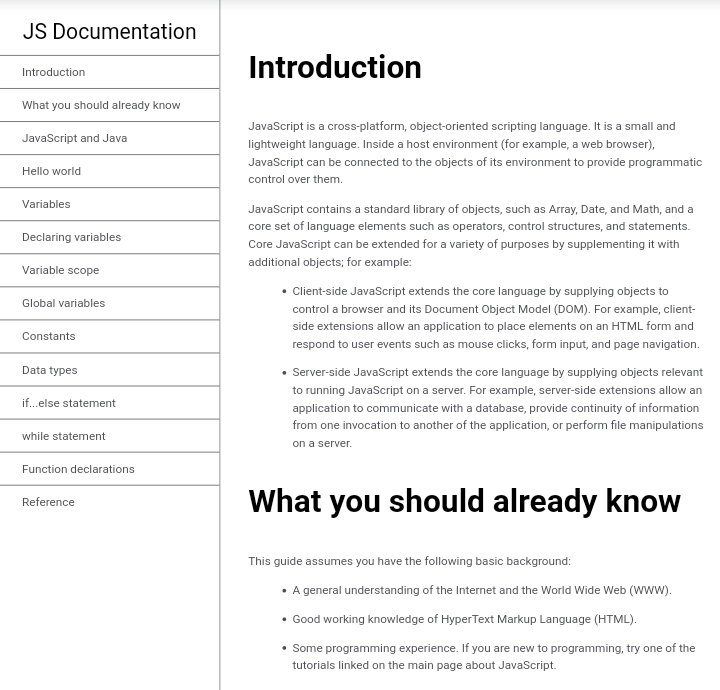 JS Documentation
Introduction
What you should already know
JavaScript and Java
Hello world
Variables
Declaring variables
Variable scope
Global variables
Constants
Data types
if...else statement
while statement
Function declarations
Reference
Introduction
JavaScript is a cross-platform, object-oriented scripting language. It is a small and
lightweight language. Inside a host environment (for example, a web browser),
JavaScript can be connected to the objects of its environment to provide programmatic
control over them.
JavaScript contains a standard library of objects, such as Array, Date, and Math, and a
core set of language elements such as operators, control structures, and statements.
Core JavaScript can be extended for a variety of purposes by supplementing it with
additional objects; for example:
• Client-side JavaScript extends the core language by supplying objects to
control a browser and its Document Object Model (DOM). For example, client-
side extensions allow an application to place elements on an HTML form and
respond to user events such as mouse clicks, form input, and page navigation.
• Server-side JavaScript extends the core language by supplying objects relevant
to running JavaScript on a server. For example, server-side extensions allow an
application to communicate with a database, provide continuity of information
from one invocation to another of the application, or perform file manipulations
on a server.
What you should already know
This guide assumes you have the following basic background:
• A general understanding of the Internet and the World Wide Web (WWW).
• Good working knowledge of HyperText Markup Language (HTML).
• Some programming experience. If you are new to programming, try one of the
tutorials linked on the main page about JavaScript.